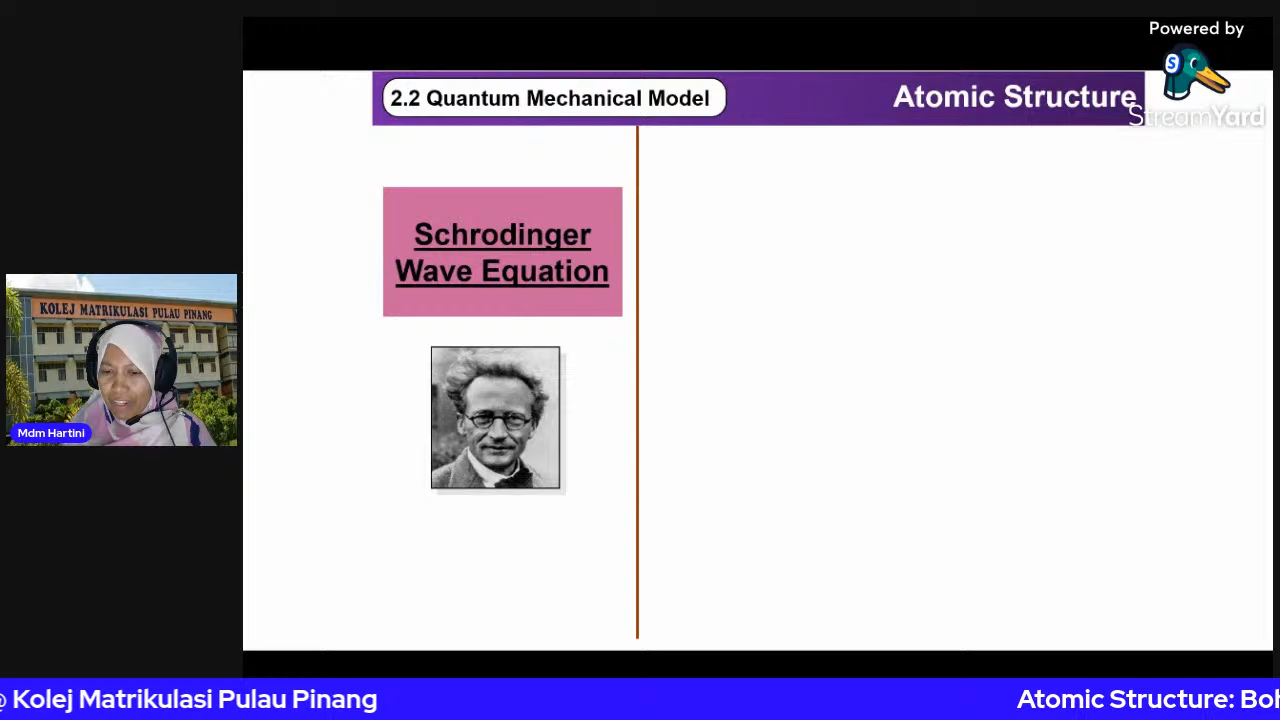 Powered by
S
StreamYard
2.2 Quantum Mechanical Model
Atomic Structure
Schrodinger
Wave Equation
KOLEJ MATRIKULASI PULAU PINANG
Mdm Hartini
@ Kolej Matrikulasi Pulau Pinang
Atomic Structure: Boh